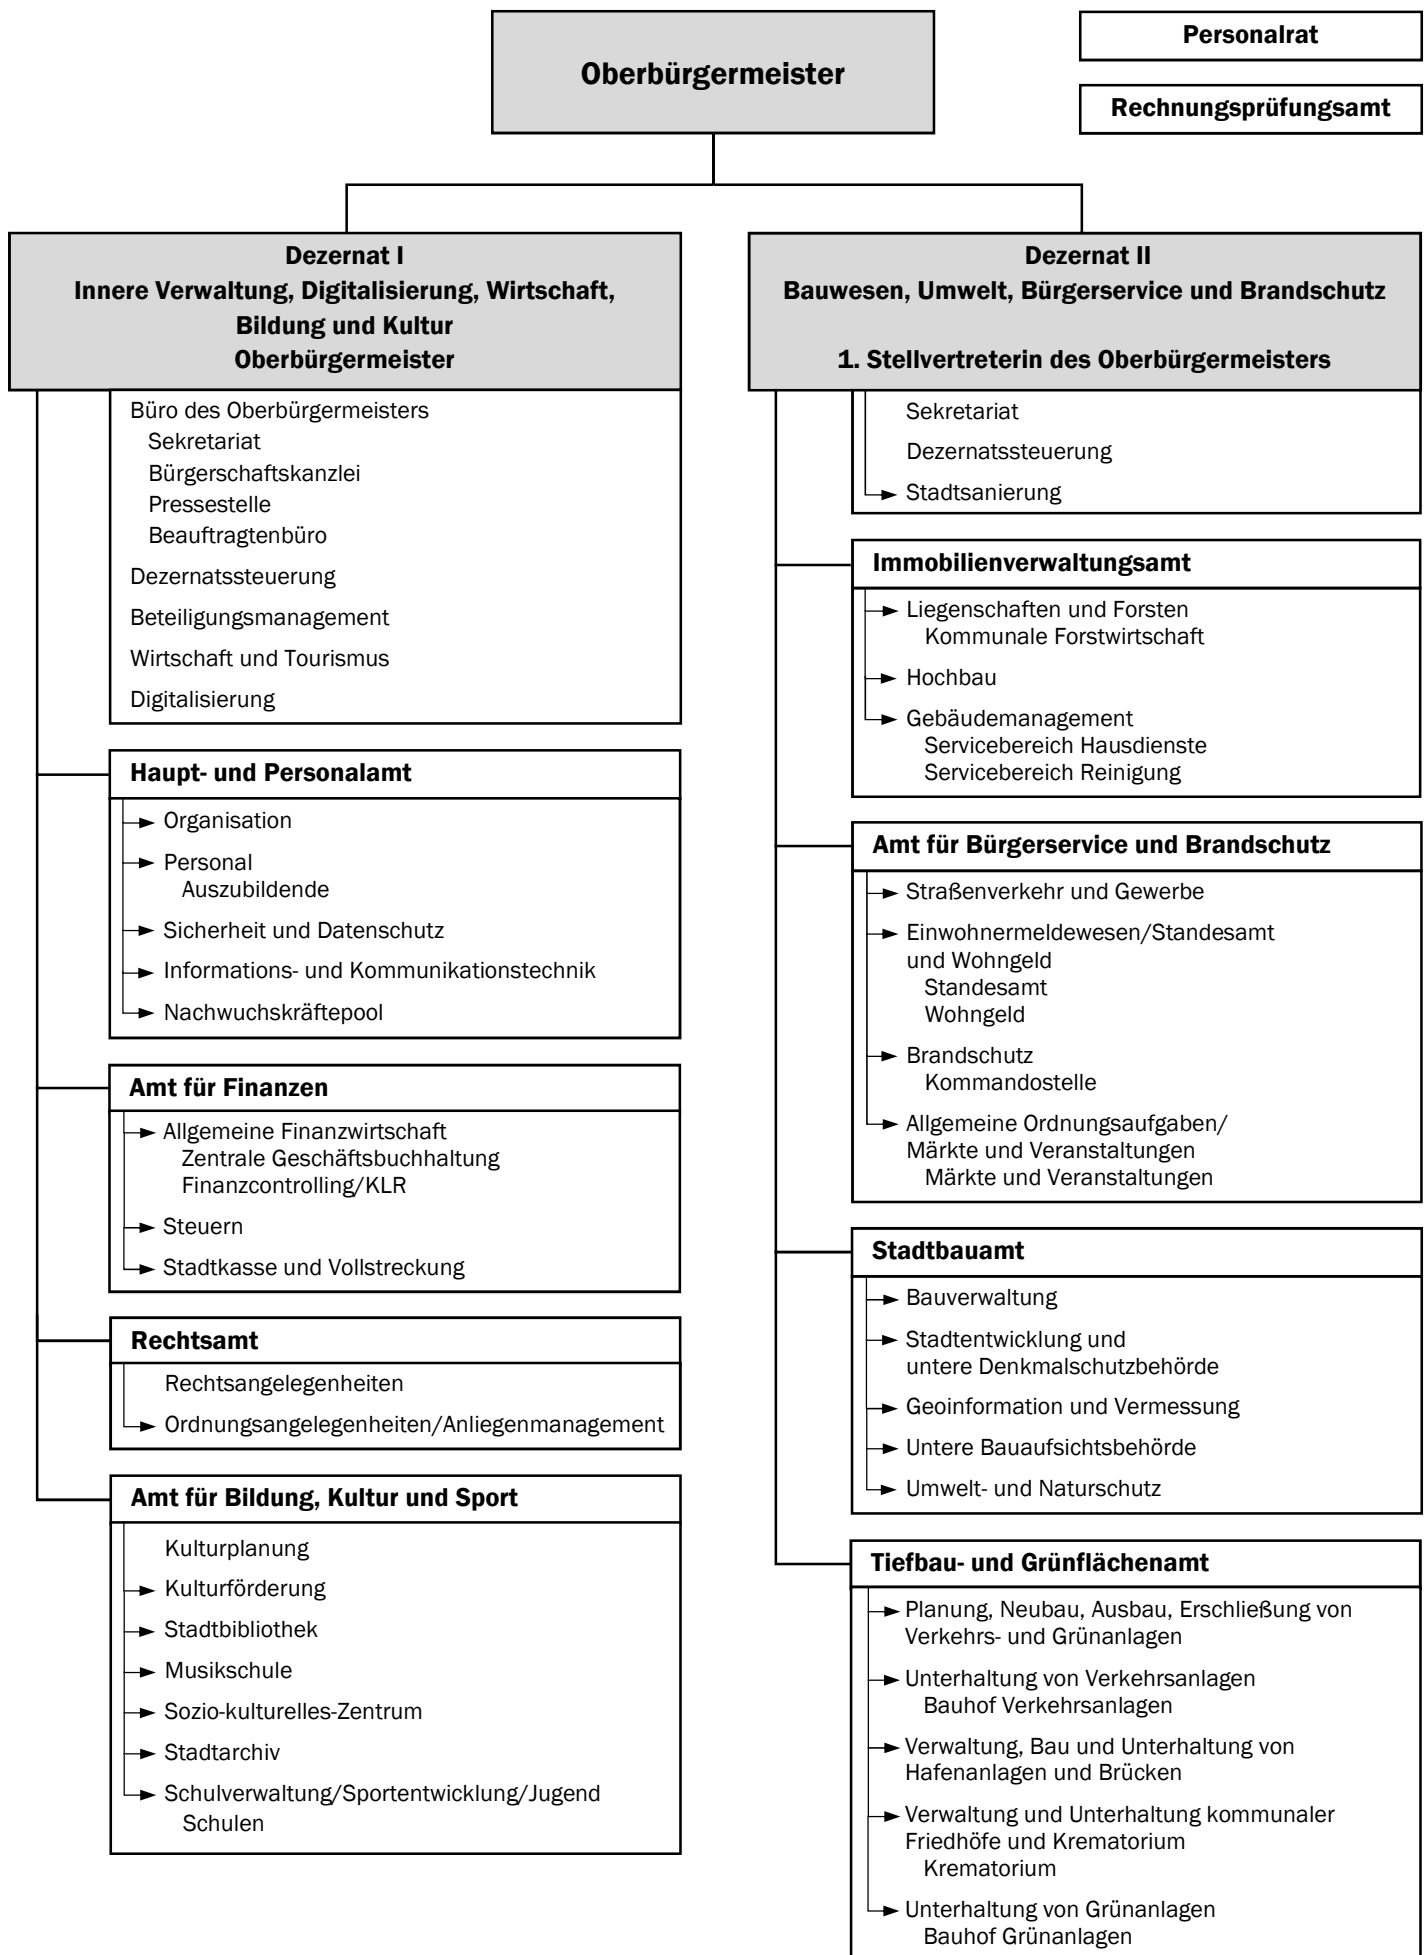 Oberbürgermeister
Personalrat
Rechnungsprüfungsamt
Dezernat I
Innere Verwaltung, Digitalisierung, Wirtschaft,
Bildung und Kultur
Oberbürgermeister
Büro des Oberbürgermeisters
Sekretariat
Bürgerschaftskanzlei
Pressestelle
Beauftragtenbüro
Dezernatssteuerung
Beteiligungsmanagement
Wirtschaft und Tourismus
Digitalisierung
Haupt- und Personalamt
Organisation
Personal
Auszubildende
Sicherheit und Datenschutz
Informations- und Kommunikationstechnik
Nachwuchskräftepool
Amt für Finanzen
Allgemeine Finanzwirtschaft
Zentrale Geschäftsbuchhaltung
Finanzcontrolling/KLR
Steuern
Stadtkasse und Vollstreckung
Rechtsamt
Rechtsangelegenheiten
Ordnungsangelegenheiten/Anliegenmanagement
Amt für Bildung, Kultur und Sport
Kulturplanung
Kulturförderung
Stadtbibliothek
Musikschule
Sozio-kulturelles-Zentrum
Stadtarchiv
Schulverwaltung/Sportentwicklung/Jugend
Schulen
Dezernat II
Bauwesen, Umwelt, Bürgerservice und Brandschutz
1. Stellvertreterin des Oberbürgermeisters
Sekretariat
Dezernatssteuerung
Stadtsanierung
Immobilienverwaltungsamt
Liegenschaften und Forsten
Kommunale Forstwirtschaft
Hochbau
Gebäudemanagement
Servicebereich Hausdienste
Servicebereich Reinigung
Amt für Bürgerservice und Brandschutz
Straßenverkehr und Gewerbe
Einwohnermeldewesen/Standesamt
und Wohngeld
Standesamt
Wohngeld
Brandschutz
Kommandostelle
Allgemeine Ordnungsaufgaben/
Märkte und Veranstaltungen
Märkte und Veranstaltungen
Stadtbauamt
Bauverwaltung
Stadtentwicklung und
untere Denkmalschutzbehörde
Geoinformation und Vermessung
Untere Bauaufsichtsbehörde
Umwelt- und Naturschutz
Tiefbau- und Grünflächenamt
Planung, Neubau, Ausbau, Erschließung von
Verkehrs- und Grünanlagen
Unterhaltung von Verkehrsanlagen
Bauhof Verkehrsanlagen
Verwaltung, Bau und Unterhaltung von
Hafenanlagen und Brücken
Verwaltung und Unterhaltung kommunaler
Friedhöfe und Krematorium
Krematorium
Unterhaltung von Grünanlagen
Bauhof Grünanlagen